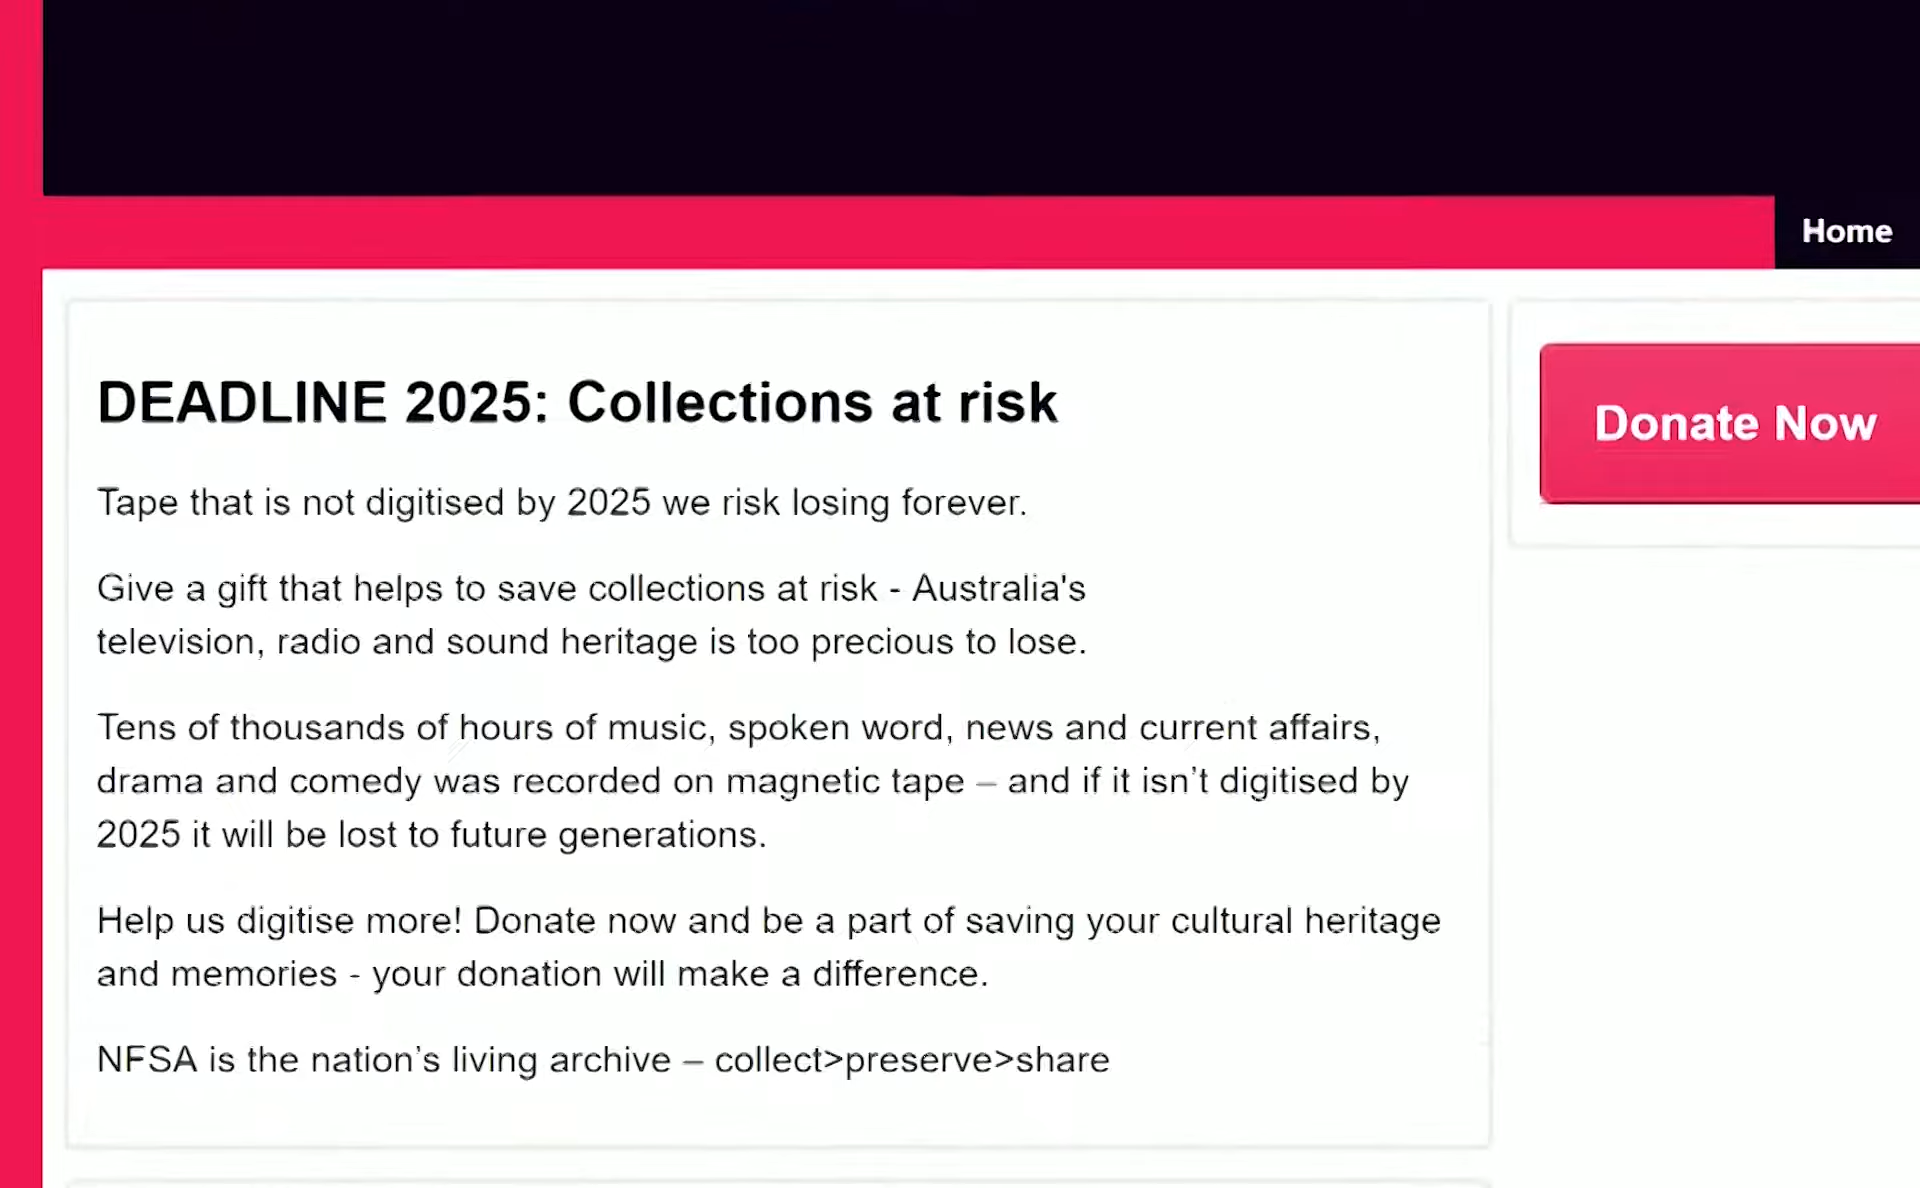 Home
DEADLINE 2025: Collections at risk
Donate Now
Tape that is not digitised by 2025 we risk losing forever.
Give a gift that helps to save collections at risk - Australia's
television, radio and sound heritage is too precious to lose.
Tens of thousands of hours of music, spoken word, news and current affairs,
drama and comedy was recorded on magnetic tape – and if it isn’t digitised by
2025 it will be lost to future generations.
Help us digitise more! Donate now and be a part of saving your cultural heritage
and memories - your donation will make a difference.
NFSA is the nation’s living archive – collect>preserve>share